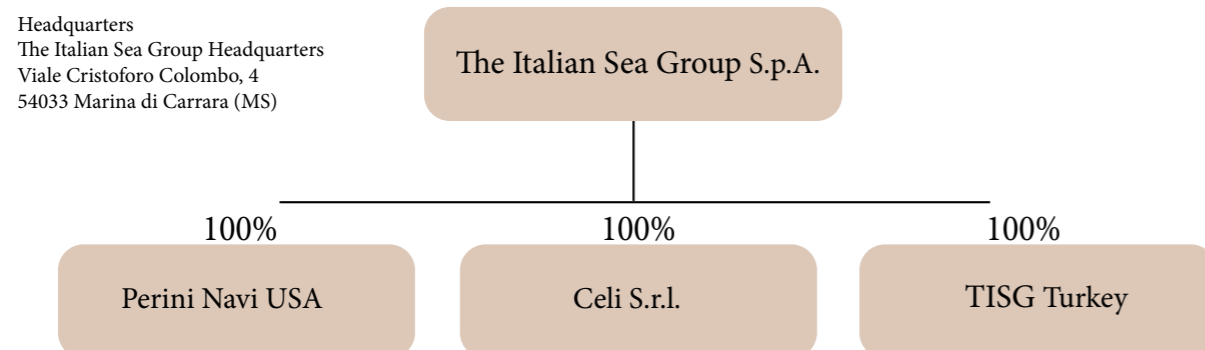 Headquarters
The Italian Sea Group Headquarters
Viale Cristoforo Colombo, 4
54033 Marina di Carrara (MS)
The Italian Sea Group S.p.A.
100%
100%
100%
Perini Navi USA
Celi S.r.l.
TISG Turkey